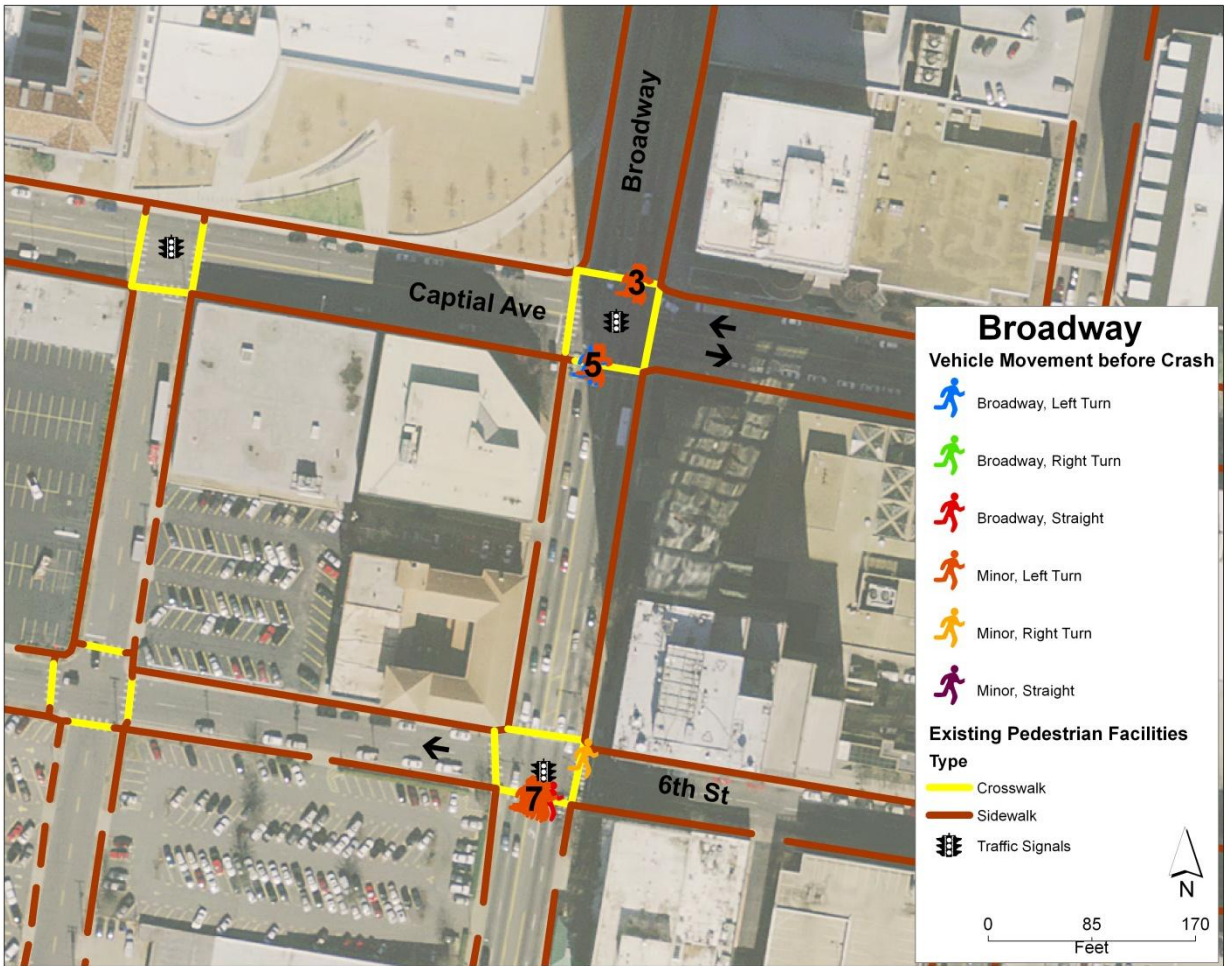 Broadway
3
Captial Ave
5
7
6th St
Broadway
Vehicle Movement before Crash
Broadway, Left Turn
Broadway, Right Turn
Broadway, Straight
Minor, Left Turn
Minor, Right Turn
Minor, Straight
Existing Pedestrian Facilities
Type
Crosswalk
Sidewalk
Traffic Signals
N
0 85 170
Feet